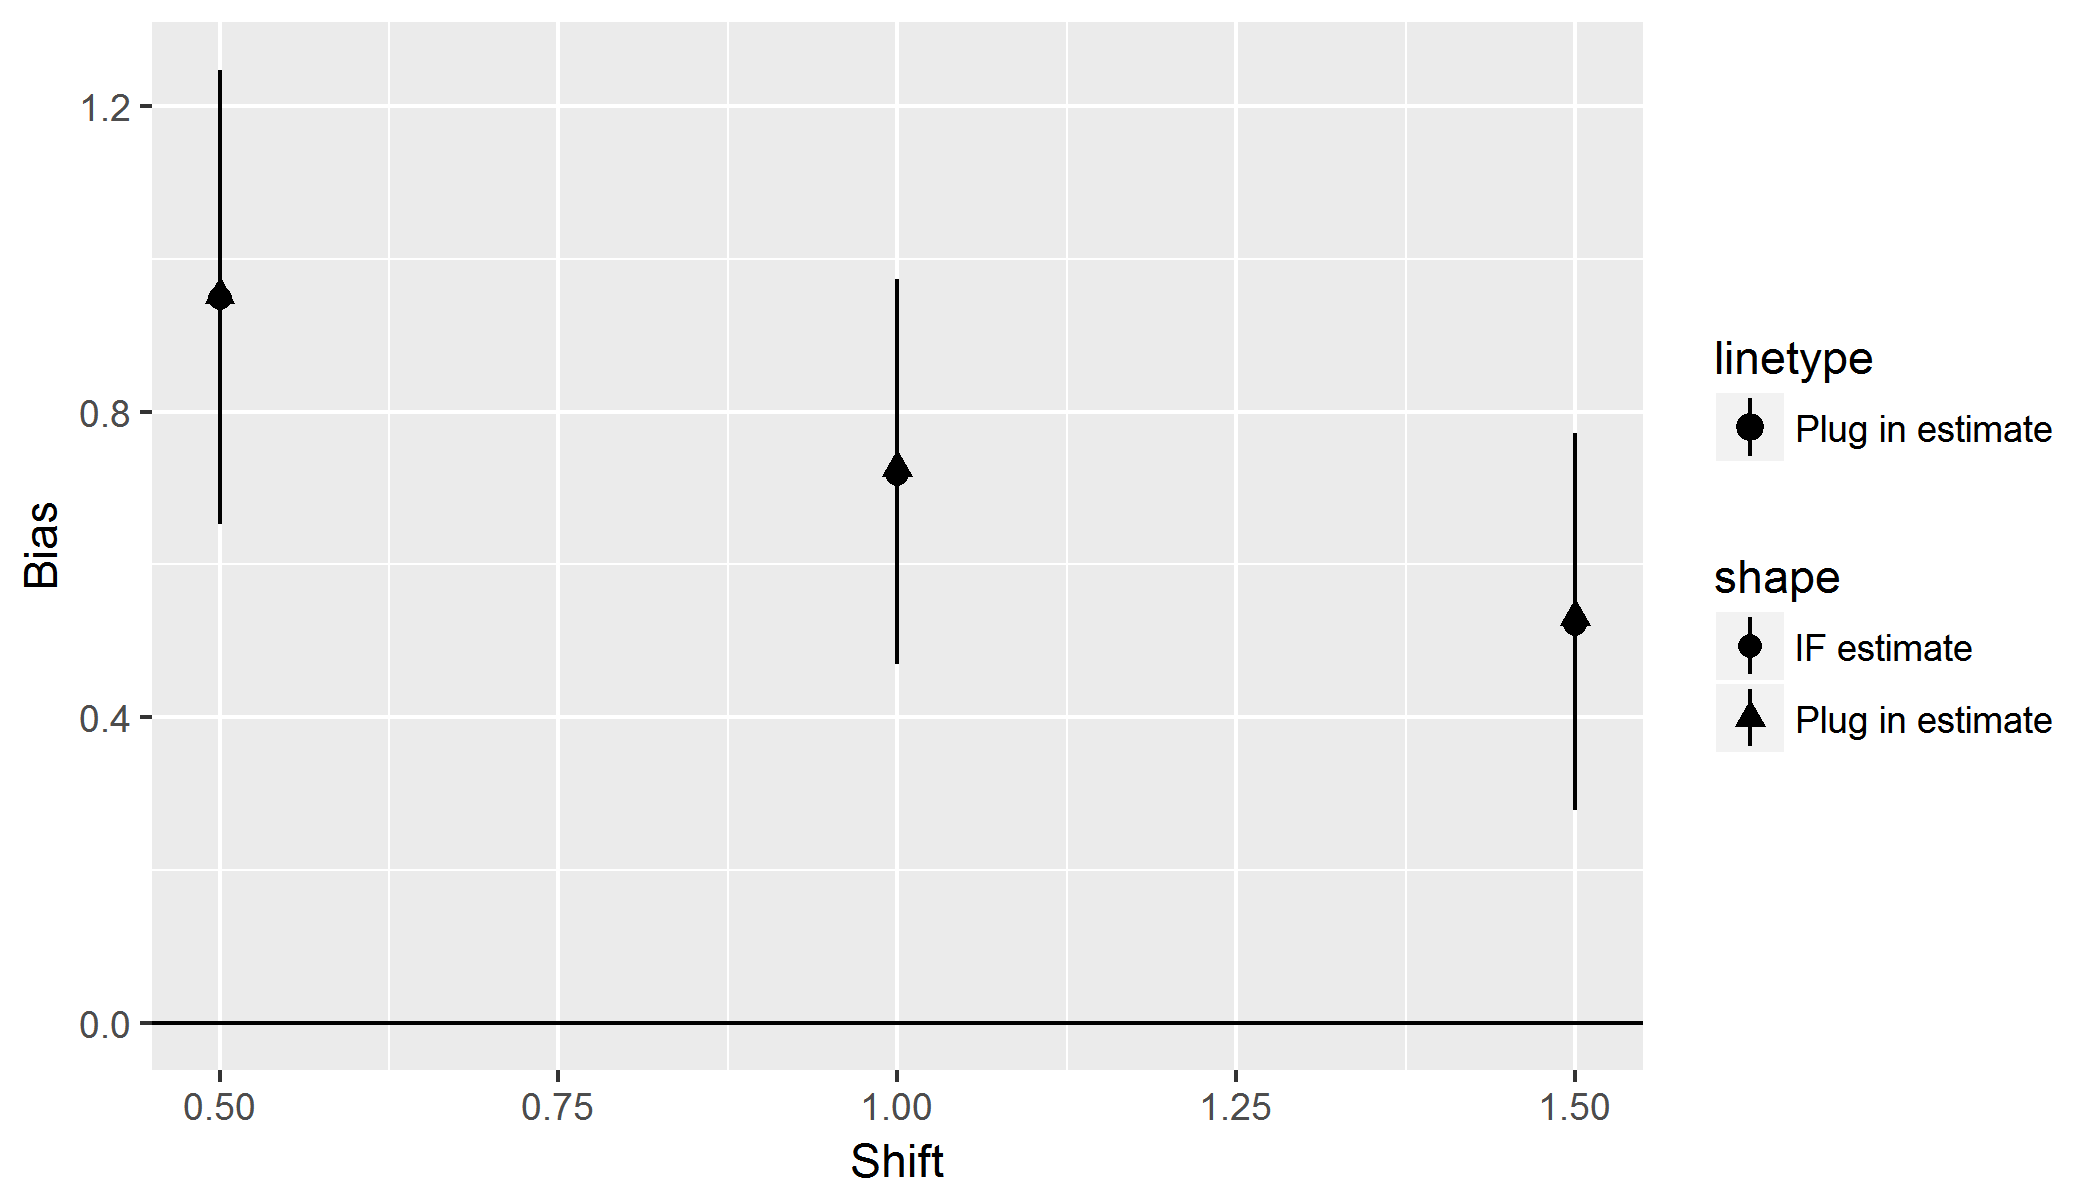 1.2
0.8
0.4
0.0
Bias
0.50 0.75 1.00 1.25 1.50
Shift
linetype
Plug in estimate
shape
IF estimate
Plug in estimate